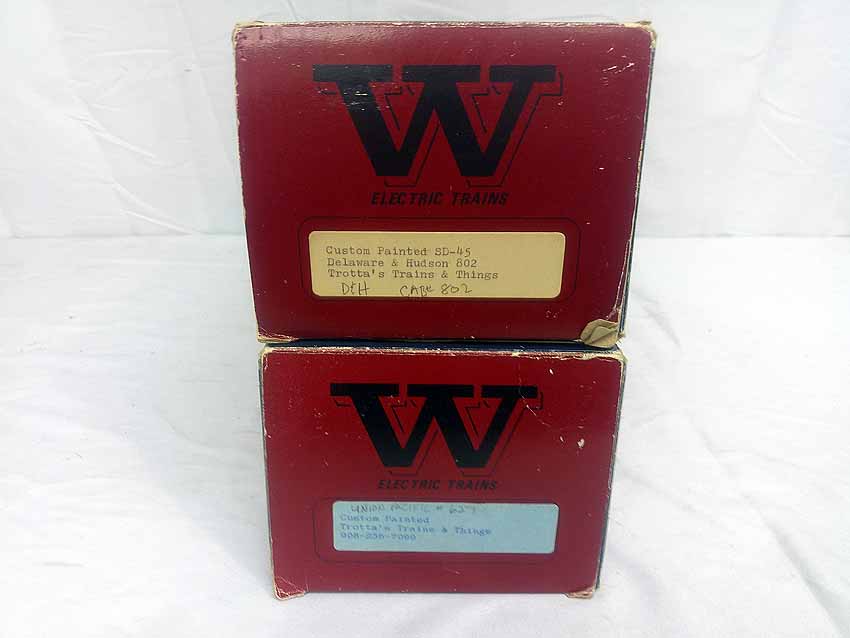 W
ELECTRIC TRAINS
Custom Painted SD-45
Delaware & Hudson 802
Trotta's Trains & Things
D&H CAB# 802
W
ELECTRIC TRAINS
UNION PACIFIC #
Custom Painted
Trotta's Trains & Things